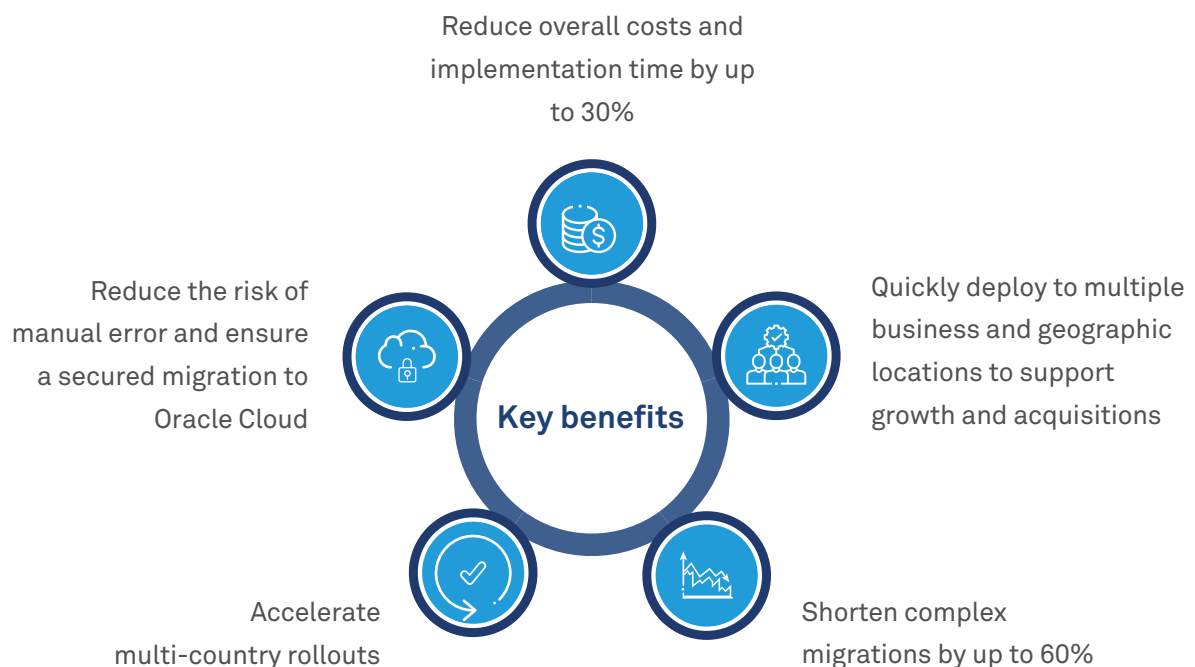 Reduce overall costs and
implementation time by up
to 30%
Quickly deploy to multiple
business and geographic
locations to support
growth and acquisitions
Shorten complex
migrations by up to 60%
Accelerate
multi-country rollouts
Reduce the risk of
manual error and ensure
a secured migration to
Oracle Cloud
Key benefits
$